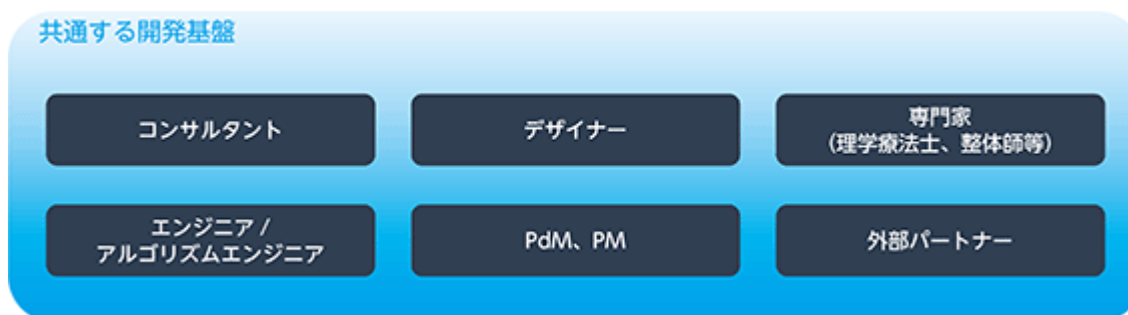 共通する開発基盤
コンサルタント
デザイナー
専門家
（理学療法士、整体師等）
エンジニア /
アルゴリズムエンジニア
PdM、PM
外部パートナー